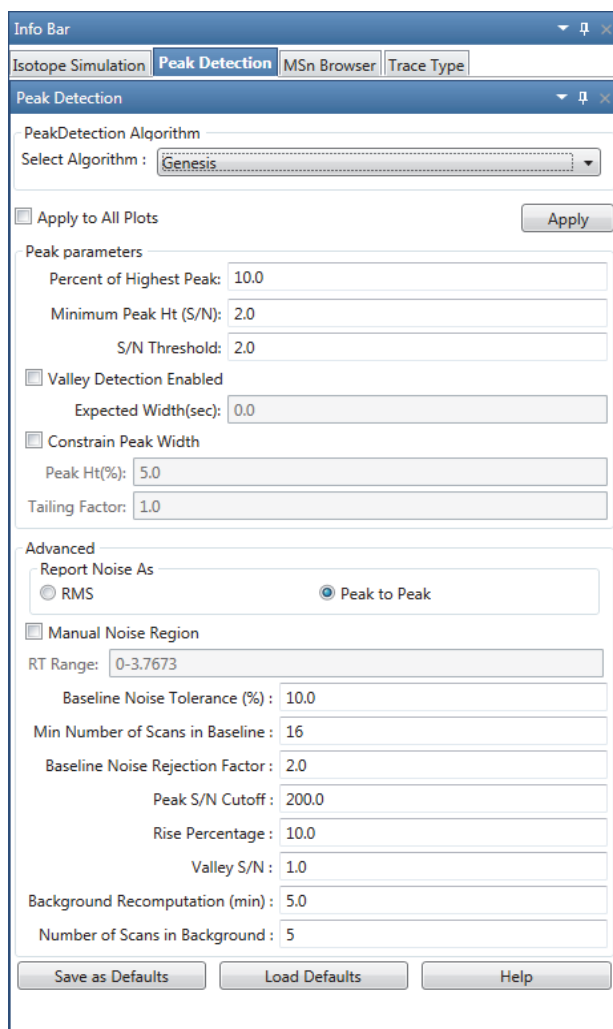 Info Bar
Isotope Simulation Peak Detection MSn Browser Trace Type
Peak Detection
PeakDetection Algorithm
Select Algorithm : Genesis
Apply to All Plots Apply
Peak parameters
Percent of Highest Peak: 10.0
Minimum Peak Ht (S/N): 2.0
S/N Threshold: 2.0
Valley Detection Enabled
Expected Width(sec): 0.0
Constrain Peak Width
Peak Ht(%): 5.0
Tailing Factor: 1.0
Advanced
Report Noise As
RMS Peak to Peak
Manual Noise Region
RT Range: 0-3.7673
Baseline Noise Tolerance (%) : 10.0
Min Number of Scans in Baseline : 16
Baseline Noise Rejection Factor : 2.0
Peak S/N Cutoff : 200.0
Rise Percentage : 10.0
Valley S/N : 1.0
Background Recomputation (min) : 5.0
Number of Scans in Background : 5
Save as Defaults Load Defaults Help